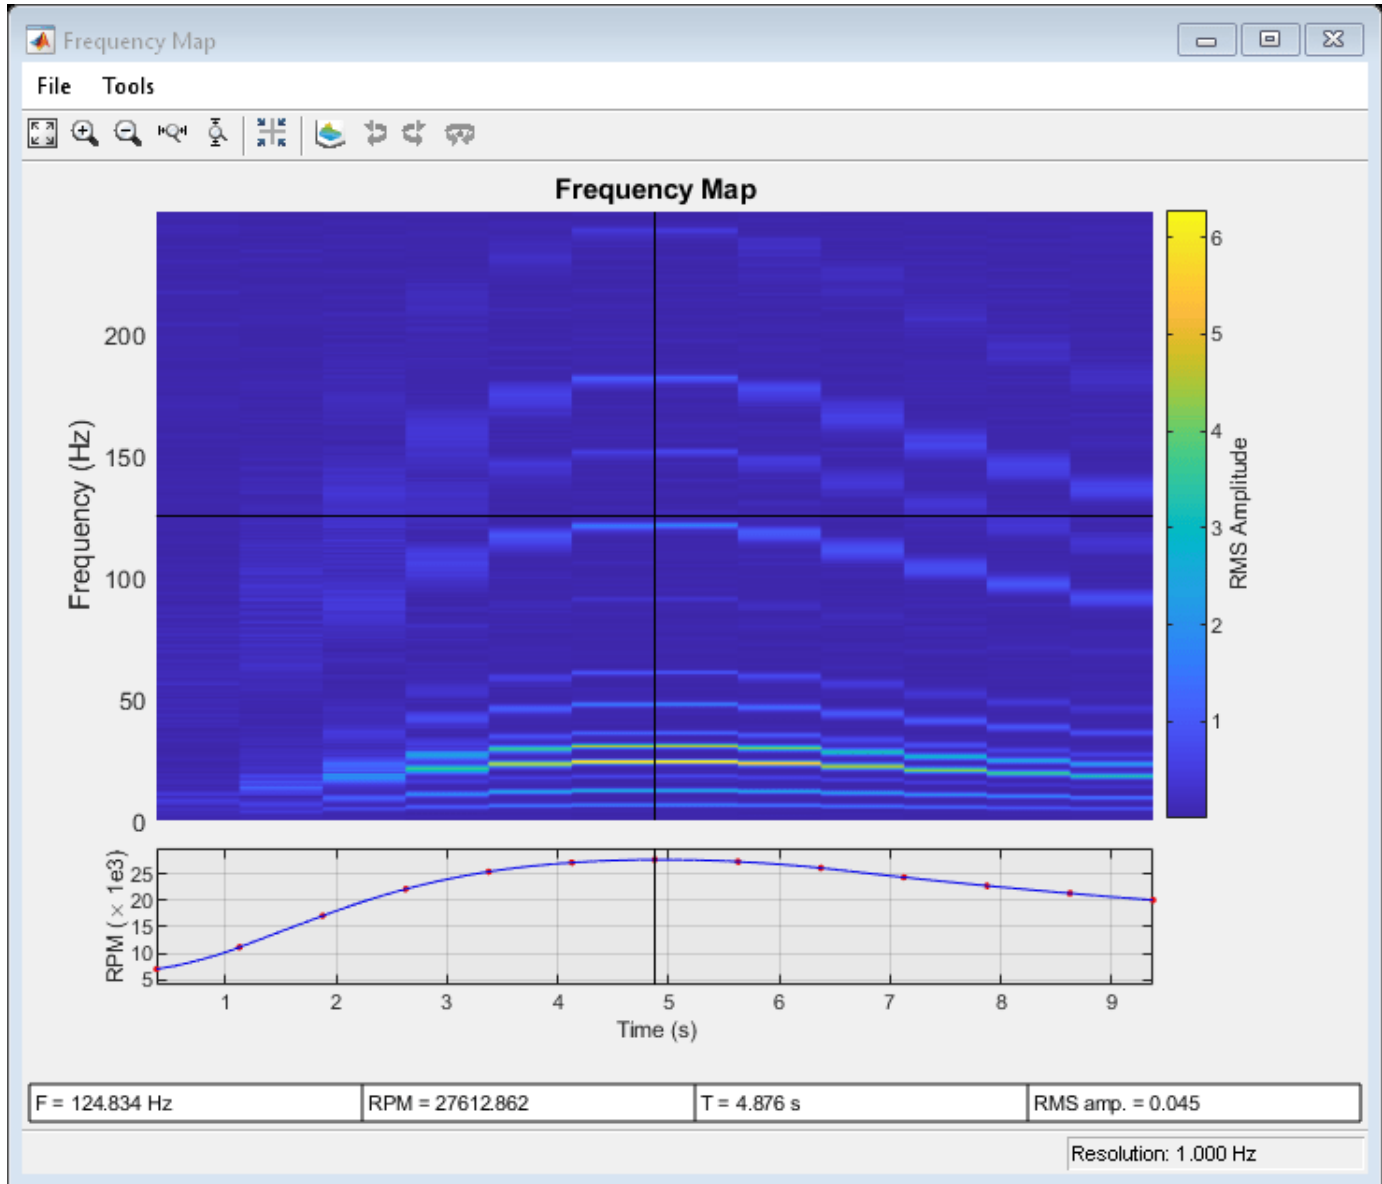 Frequency Map
File Tools
Frequency Map
Frequency (Hz)
200
150
100
50
0
6
5
4
3
2
1
RMS Amplitude
RPM ( × 1e3)
25
20
15
10
5
1 2 3 4 5 6 7 8 9
Time (s)
F = 124.834 Hz RPM = 27612.862 T = 4.876 s RMS amp. = 0.045
Resolution: 1.000 Hz